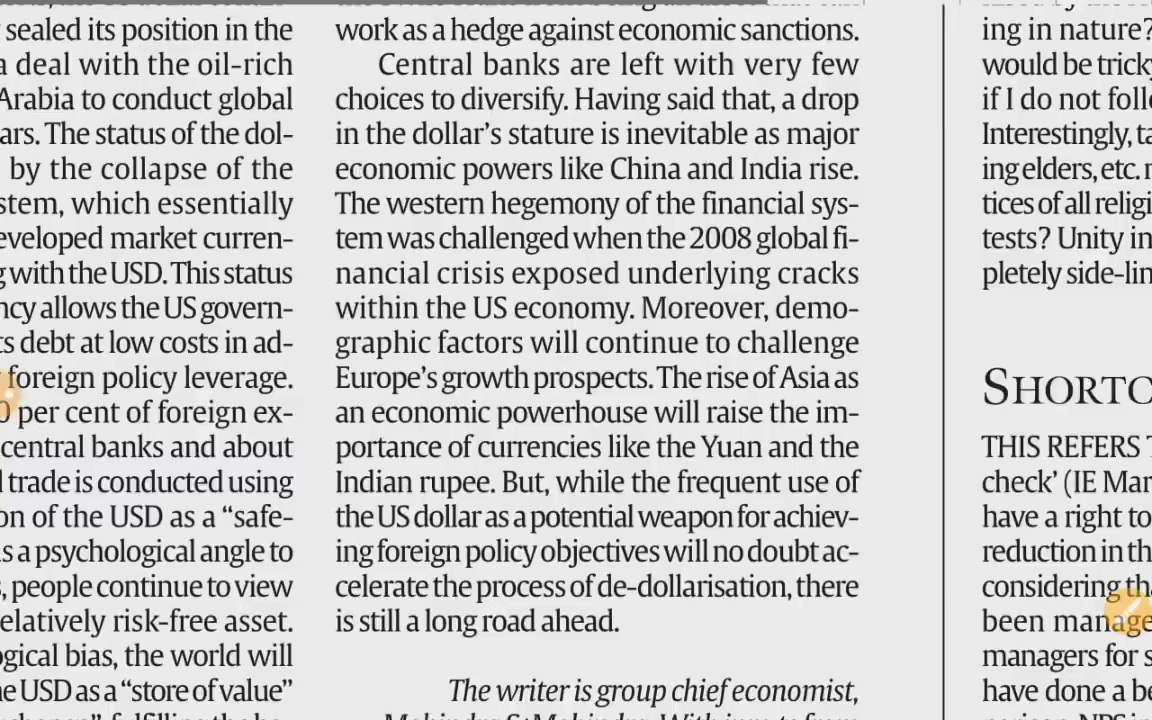 sealed its position in the
a deal with the oil-rich
Arabia to conduct global
ars. The status of the dol-
by the collapse of the
stem, which essentially
eveloped market curren-
g with the USD. This status
ncy allows the US govern-
ts debt at low costs in ad-
foreign policy leverage.
0 per cent of foreign ex-
central banks and about
trade is conducted using
on of the USD as a “safe-
s a psychological angle to
, people continue to view
elatively risk-free asset.
ogical bias, the world will
he USD as a “store of value”
work as a hedge against economic sanctions.
Central banks are left with very few
choices to diversify. Having said that, a drop
in the dollar’s stature is inevitable as major
economic powers like China and India rise.
The western hegemony of the financial sys-
tem was challenged when the 2008 global fi-
nancial crisis exposed underlying cracks
within the US economy. Moreover, demo-
graphic factors will continue to challenge
Europe’s growth prospects. The rise of Asia as
an economic powerhouse will raise the im-
portance of currencies like the Yuan and the
Indian rupee. But, while the frequent use of
the US dollar as a potential weapon for achiev-
ing foreign policy objectives will no doubt ac-
celerate the process of de-dollarisation, there
is still a long road ahead.
The writer is group chief economist,
ing in nature?
would be tricky
if I do not foll
Interestingly, ta
ing elders, etc.
tices of all religi
tests? Unity in
pletely side-lin
SHORTC
THIS REFERS
check’ (IE Mar
have a right to
reduction in th
considering tha
been manage
managers for s
have done a be